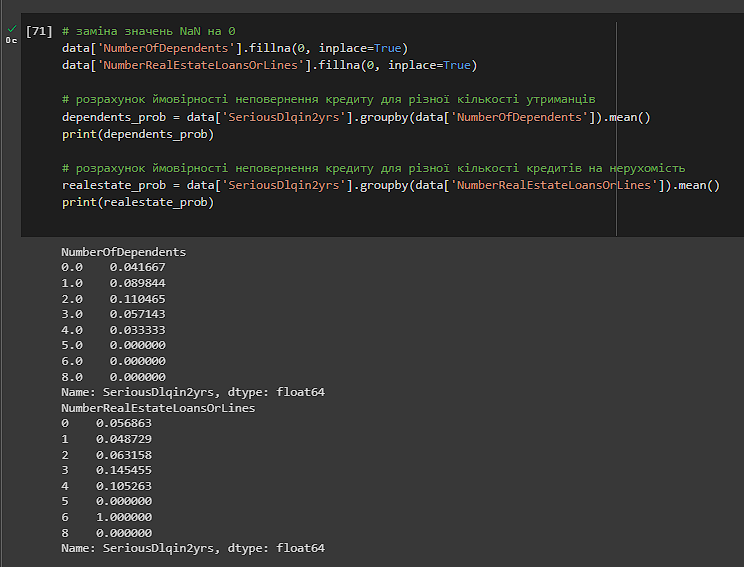 [71] # заміна значень NaN на 0
data['NumberOfDependents'].fillna(0, inplace=True)
data['NumberRealEstateLoansOrLines'].fillna(0, inplace=True)
# розрахунок ймовірності неповернення кредиту для різної кількості утриманців
dependents_prob = data['SeriousDlqin2yrs'].groupby(data['NumberOfDependents']).mean()
print(dependents_prob)
# розрахунок ймовірності неповернення кредиту для різної кількості кредитів на нерухомість
realestate_prob = data['SeriousDlqin2yrs'].groupby(data['NumberRealEstateLoansOrLines']).mean()
print(realestate_prob)
0с
NumberOfDependents
0.0 0.041667
1.0 0.089844
2.0 0.110465
3.0 0.057143
4.0 0.033333
5.0 0.000000
6.0 0.000000
8.0 0.000000
Name: SeriousDlqin2yrs, dtype: float64
NumberRealEstateLoansOrLines
0 0.056863
1 0.048729
2 0.063158
3 0.145455
4 0.105263
5 0.000000
6 1.000000
8 0.000000
Name: SeriousDlqin2yrs, dtype: float64